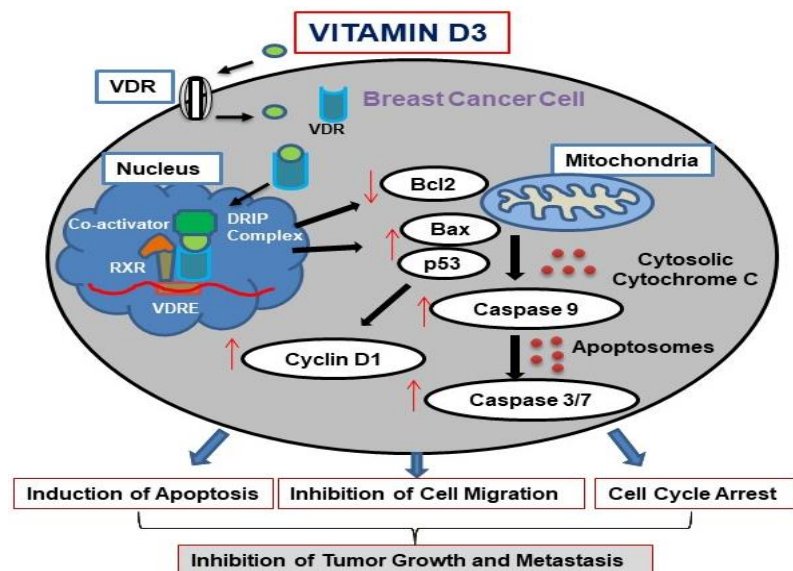 VITAMIN D3
VDR
Breast Cancer Cell
VDR
Nucleus
Mitochondria
Bcl2
Co-activator
DRIP
Complex
Bax
RXR
p53
Cytosolic
Cytochrome C
VDRE
Caspase 9
Cyclin D1
Apoptosomes
Caspase 3/7
Induction of Apoptosis
Inhibition of Cell Migration
Cell Cycle Arrest
Inhibition of Tumor Growth and Metastasis